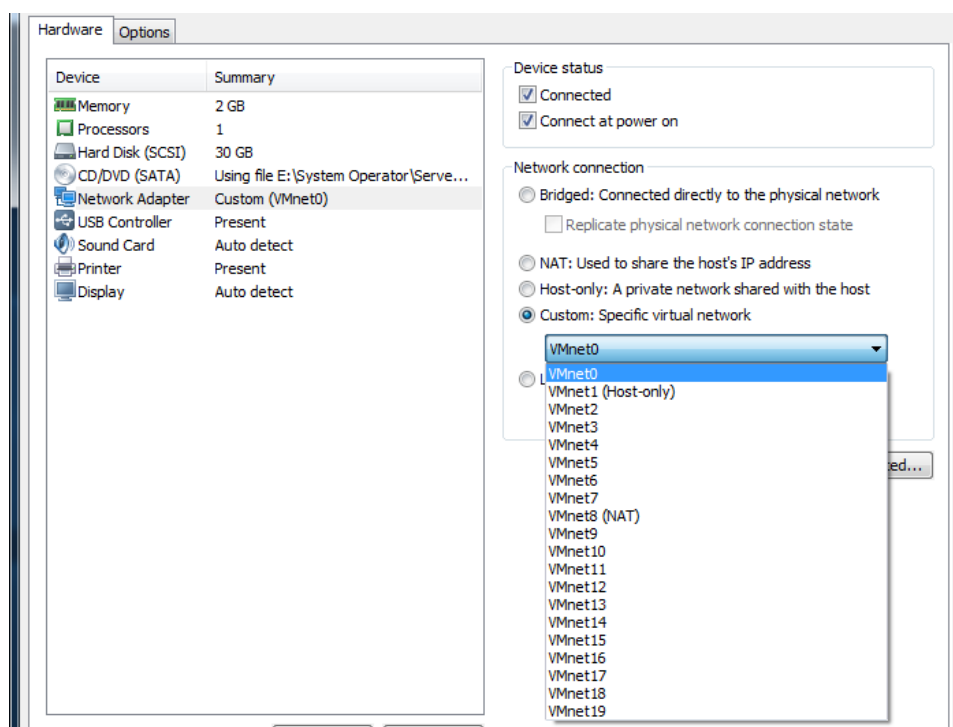 Hardware
Options
Device Summary
Memory 2 GB
Processors 1
Hard Disk (SCSI) 30 GB
CD/DVD (SATA) Using file E:\System Operator\Serve...
Network Adapter Custom (VMnet0)
USB Controller Present
Sound Card Auto detect
Printer Present
Display Auto detect
Device status
Connected
Connect at power on
Network connection
Bridged: Connected directly to the physical network
Replicate physical network connection state
NAT: Used to share the host's IP address
Host-only: A private network shared with the host
Custom: Specific virtual network
VMnet0
VMnet0
VMnet1 (Host-only)
VMnet2
VMnet3
VMnet4
VMnet5
VMnet6
VMnet7
VMnet8 (NAT)
VMnet9
VMnet10
VMnet11
VMnet12
VMnet13
VMnet14
VMnet15
VMnet16
VMnet17
VMnet18
VMnet19